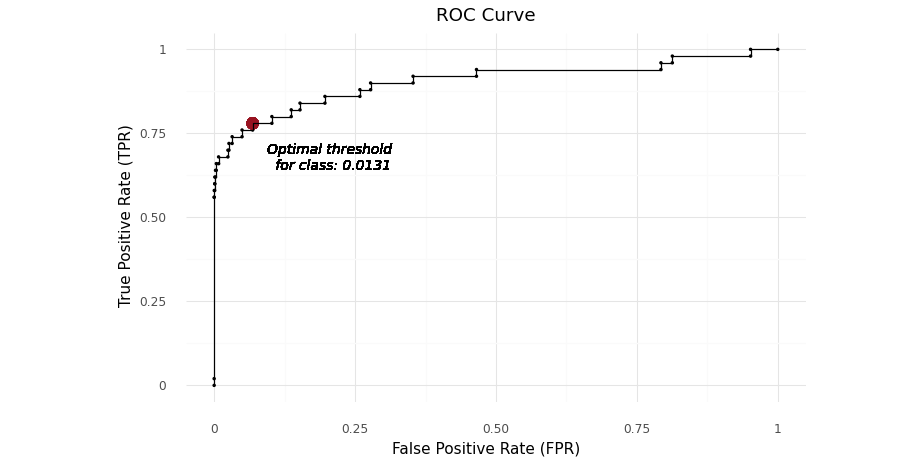 ROC Curve
True Positive Rate (TPR)
1
0.75
0.50
0.25
0
Optimal threshold
for class: 0.0131
0
0.25
0.50
0.75
1
False Positive Rate (FPR)